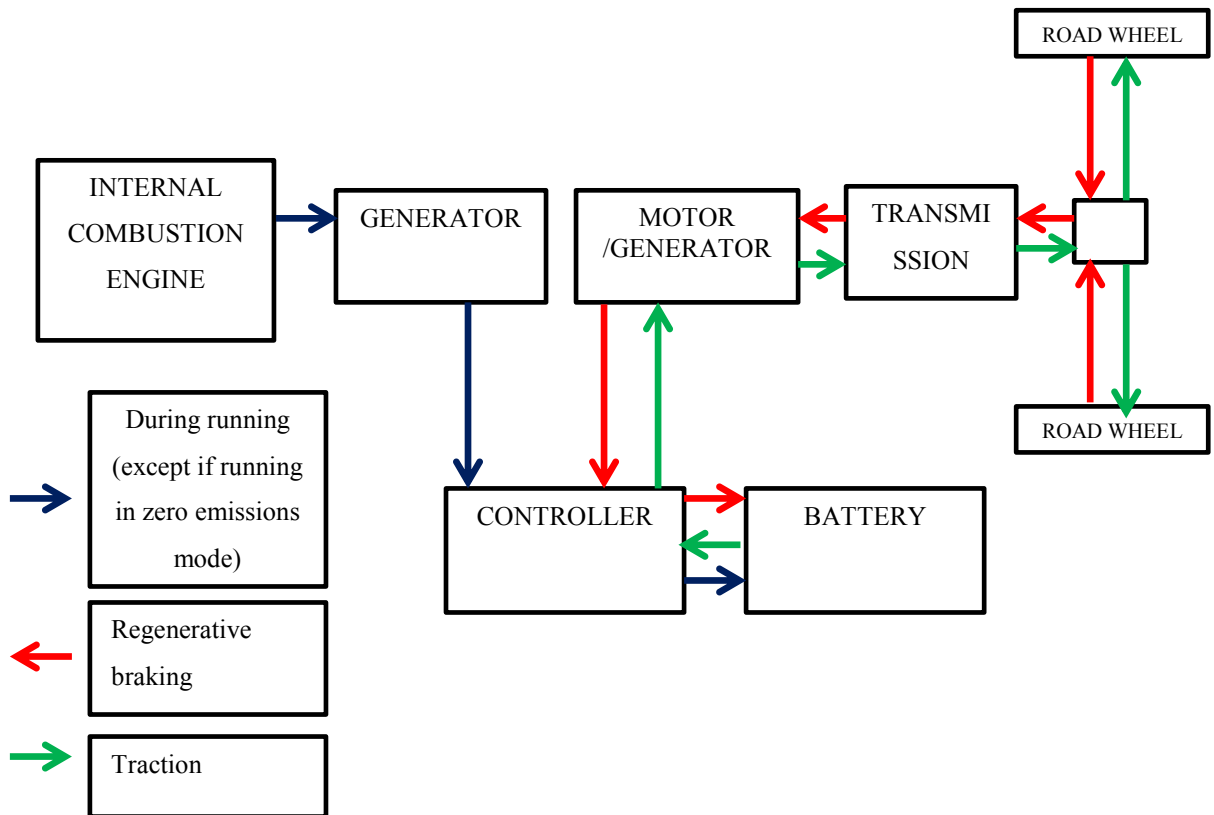 ROAD WHEEL
INTERNAL
COMBUSTION
ENGINE
GENERATOR
MOTOR
/GENERATOR
TRANSMI
SSION
ROAD WHEEL
CONTROLLER
BATTERY
During running
(except if running
in zero emissions
mode)
Regenerative
braking
Traction